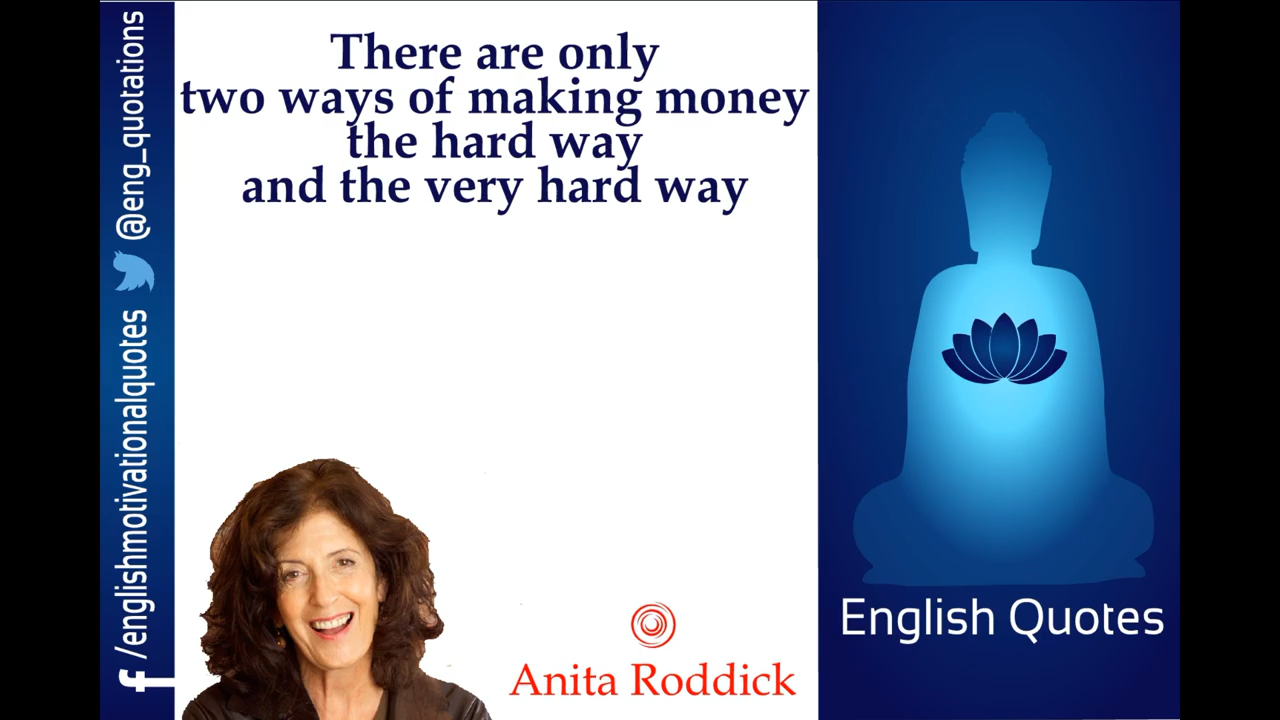 There are only
two ways of making money
the hard way
and the very hard way
Anita Roddick
English Quotes
/englishmotivationalquotes
@eng_quotations